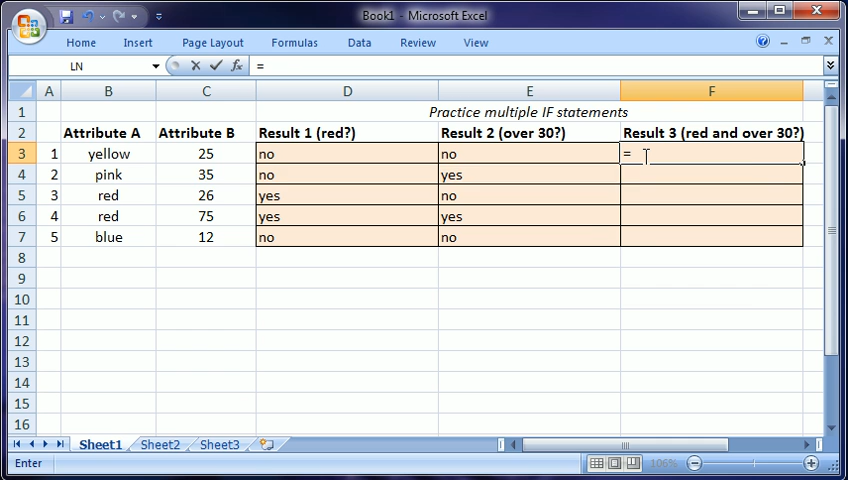 Book1 - Microsoft Excel
Home Insert Page Layout Formulas Data Review View
LN fx =
A B C D E F
1 Practice multiple IF statements
2 Attribute A Attribute B Result 1 (red?) Result 2 (over 30?) Result 3 (red and over 30?)
3 1 yellow 25 no no =
4 2 pink 35 no yes
5 3 red 26 yes no
6 4 red 75 yes yes
7 5 blue 12 no no
8
9
10
11
12
13
14
15
16
Sheet1 Sheet2 Sheet3
Enter 106%